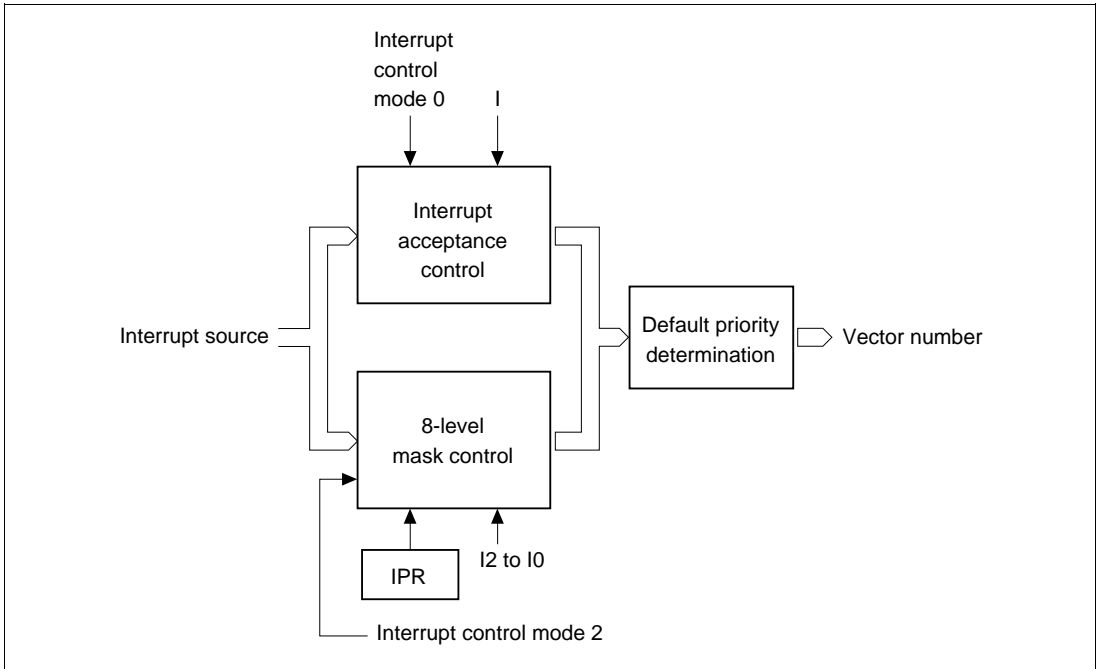 Interrupt
control
mode 0
I
Interrupt
acceptance
control
Interrupt source
Default priority
determination
Vector number
8-level
mask control
IPR
I2 to I0
Interrupt control mode 2